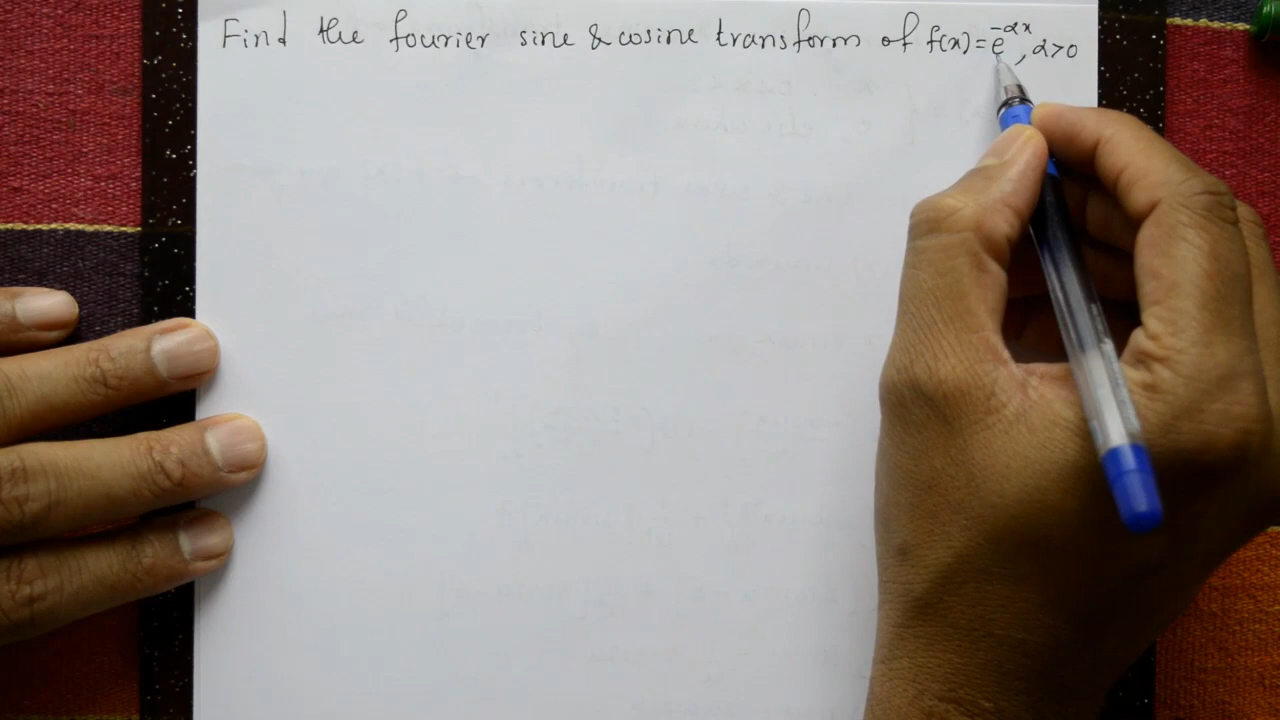 Find the fourier sine & cosine transform of f(x)=e^{-αx}, α>0